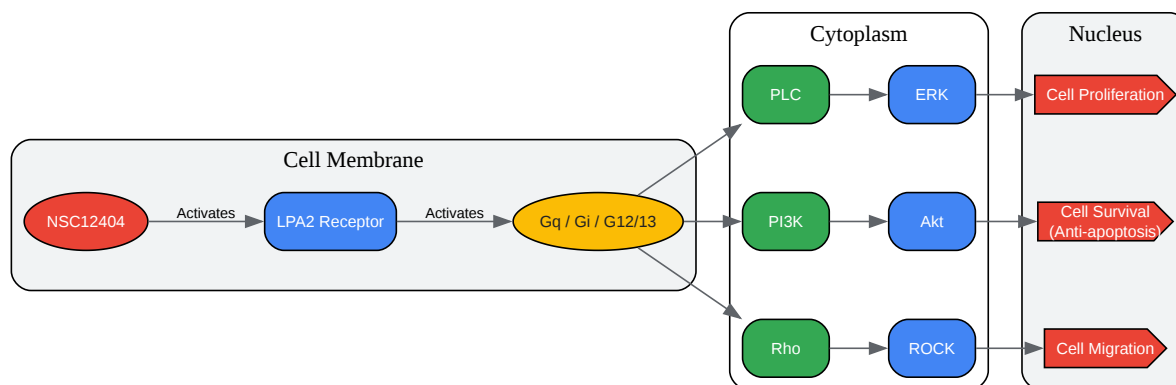 Cell Membrane
NSC12404
Activates
LPA2 Receptor
Activates
Gq / Gi / G12/13
Cytoplasm
PLC
ERK
PI3K
Akt
Rho
ROCK
Nucleus
Cell Proliferation
Cell Survival
(Anti-apoptosis)
Cell Migration